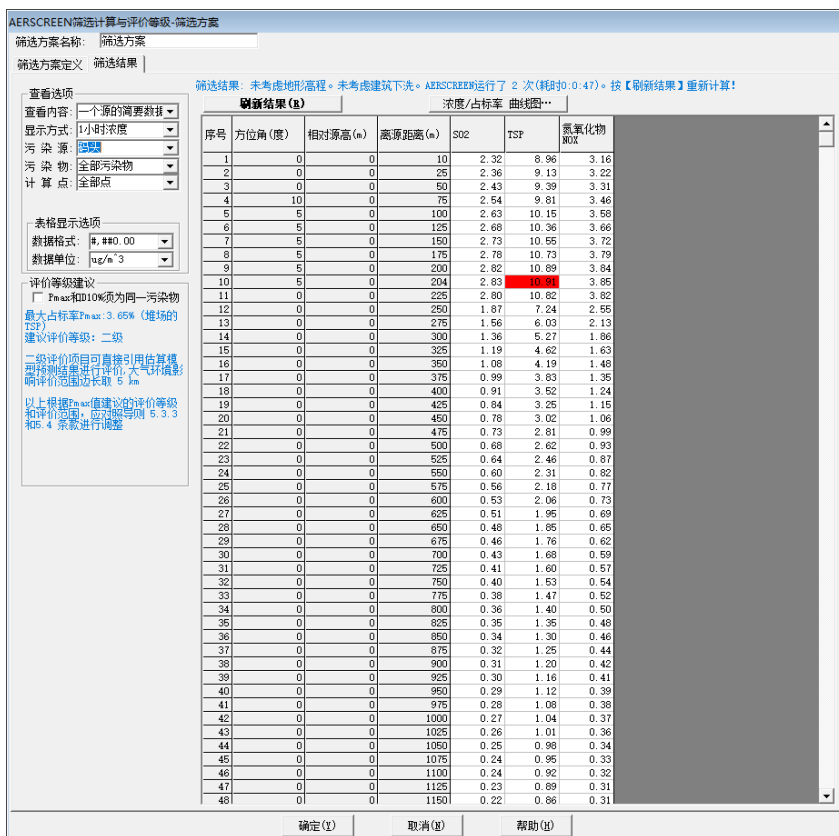 AERSCREEN筛选计算与评价等级-筛选方案
筛选方案名称: 筛选方案
筛选方案定义 筛选结果
筛选结果: 未考虑地形高程。未考虑建筑下洗。AERSCREEN运行了 2 次(耗时0:0:47)。按【刷新结果】重新计算!
查看选项
查看内容: 一个源的简要数据
显示方式: 1小时浓度
污 染 源: 码头
污 染 物: 全部污染物
计 算 点: 全部点
表格显示选项
数据格式: #,##0.00
数据单位: ug/m^3
评价等级建议
Pmax和D10%须为同一污染物
最大占标率Pmax:3.65% (堆场的
TSP)
建议评价等级: 二级
二级评价项目可直接引用估算模
型预测结果进行评价,大气环境影
响评价范围边长取 5 km
以上根据Pmax值建议的评价等级
和评价范围, 应对照导则 5.3.3
和5.4 条款进行调整
刷新结果(R) 浓度/占标率 曲线图…
序号 方位角(度) 相对源高(m) 离源距离(m) SO2 TSP 氮氧化物
NOX
1 0 0 10 2.32 8.96 3.16
2 0 0 25 2.36 9.13 3.22
3 0 0 50 2.43 9.39 3.31
4 10 0 75 2.54 9.81 3.46
5 5 0 100 2.63 10.15 3.58
6 5 0 125 2.68 10.36 3.66
7 5 0 150 2.73 10.55 3.72
8 5 0 175 2.78 10.73 3.79
9 5 0 200 2.82 10.89 3.84
10 5 0 204 2.83 10.91 3.85
11 0 0 225 2.80 10.82 3.82
12 0 0 250 1.87 7.24 2.55
13 0 0 275 1.56 6.03 2.13
14 0 0 300 1.36 5.27 1.86
15 0 0 325 1.19 4.62 1.63
16 0 0 350 1.08 4.19 1.48
17 0 0 375 0.99 3.83 1.35
18 0 0 400 0.91 3.52 1.24
19 0 0 425 0.84 3.25 1.15
20 0 0 450 0.78 3.02 1.06
21 0 0 475 0.73 2.81 0.99
22 0 0 500 0.68 2.62 0.93
23 0 0 525 0.64 2.46 0.87
24 0 0 550 0.60 2.31 0.82
25 0 0 575 0.56 2.18 0.77
26 0 0 600 0.53 2.06 0.73
27 0 0 625 0.51 1.95 0.69
28 0 0 650 0.48 1.85 0.65
29 0 0 675 0.46 1.76 0.62
30 0 0 700 0.43 1.68 0.59
31 0 0 725 0.41 1.60 0.57
32 0 0 750 0.40 1.53 0.54
33 0 0 775 0.38 1.47 0.52
34 0 0 800 0.36 1.40 0.50
35 0 0 825 0.35 1.35 0.48
36 0 0 850 0.34 1.30 0.46
37 0 0 875 0.32 1.25 0.44
38 0 0 900 0.31 1.20 0.42
39 0 0 925 0.30 1.16 0.41
40 0 0 950 0.29 1.12 0.39
41 0 0 975 0.28 1.08 0.38
42 0 0 1000 0.27 1.04 0.37
43 0 0 1025 0.26 1.01 0.36
44 0 0 1050 0.25 0.98 0.34
45 0 0 1075 0.24 0.95 0.33
46 0 0 1100 0.24 0.92 0.32
47 0 0 1125 0.23 0.89 0.31
48 0 0 1150 0.22 0.86 0.31
确定(Y) 取消(N) 帮助(H)